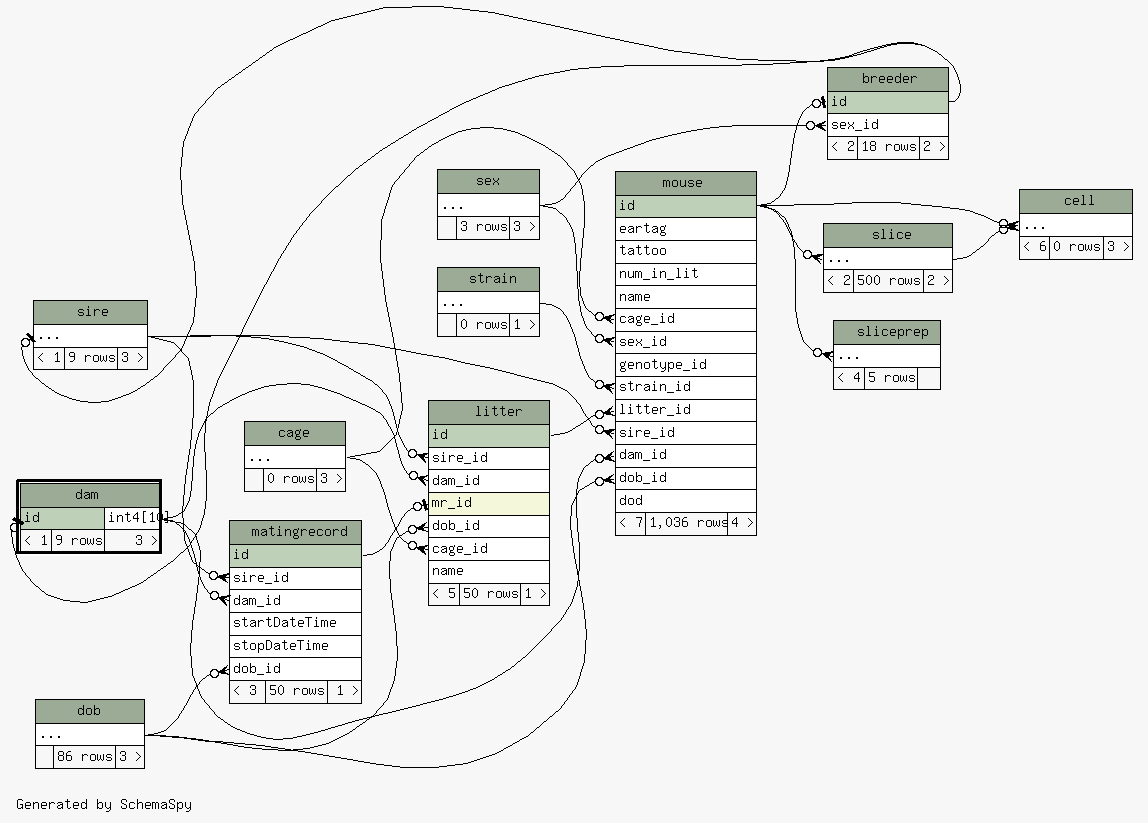 breeder
id
sex_id
< 2 18 rows 2 >
sex
...
3 rows 3 >
mouse
id
eartag
tattoo
num_in_lit
name
cage_id
sex_id
genotype_id
strain_id
litter_id
sire_id
dam_id
dob_id
dod
< 7 1,036 rows 4 >
cell
...
< 6 0 rows 3 >
slice
...
< 2 500 rows 2 >
strain
...
0 rows 1 >
sliceprep
...
< 4 5 rows
sire
...
< 1 9 rows 3 >
litter
id
sire_id
dam_id
mr_id
dob_id
cage_id
name
< 5 50 rows 1 >
cage
...
0 rows 3 >
dam
id int4[10]
< 1 9 rows 3 >
matingrecord
id
sire_id
dam_id
startDateTime
stopDateTime
dob_id
< 3 50 rows 1 >
dob
...
86 rows 3 >
Generated by SchemaSpy